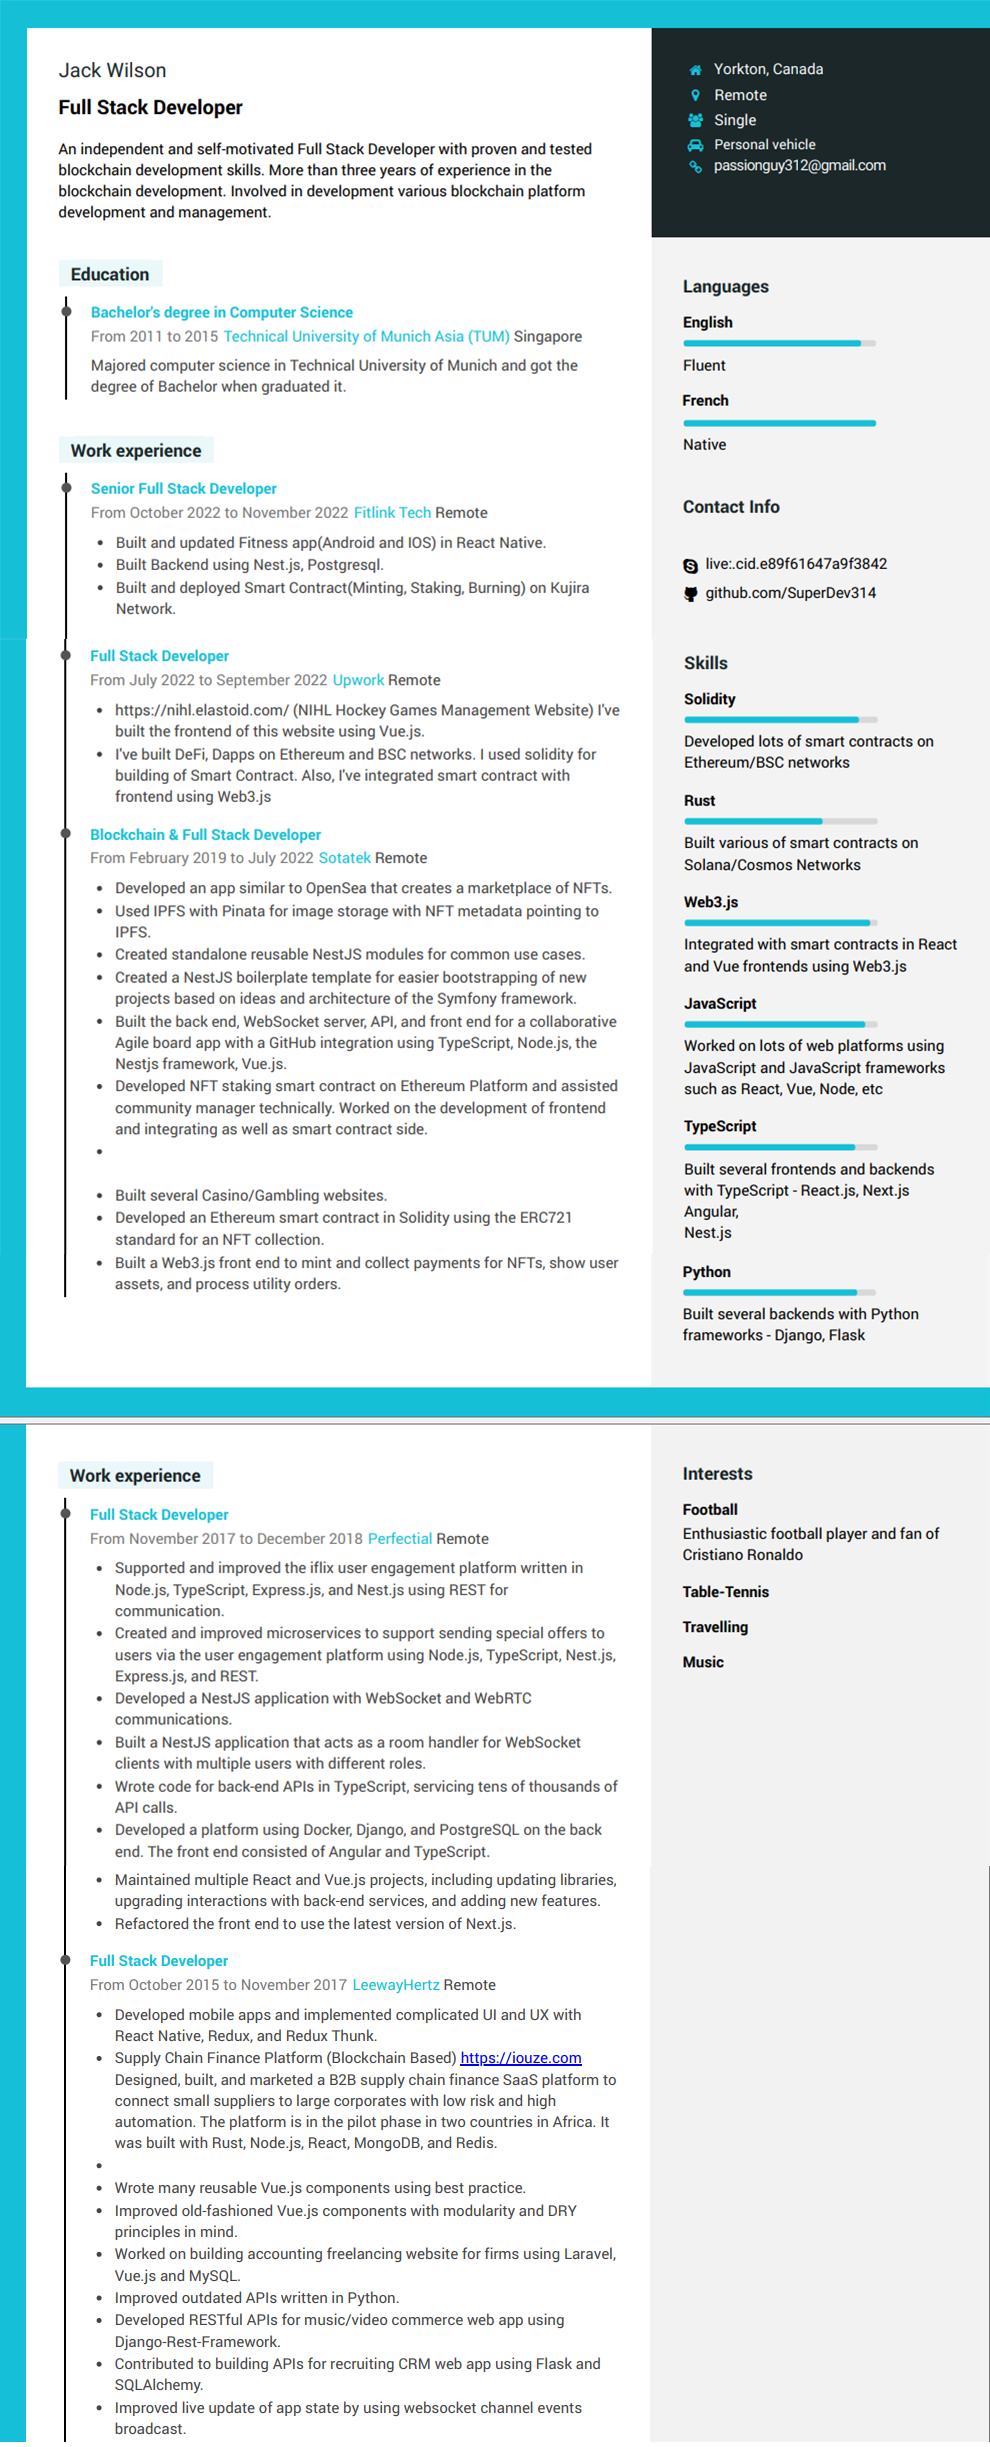 Jack Wilson
Full Stack Developer
An independent and self-motivated Full Stack Developer with proven and tested
blockchain development skills. More than three years of experience in the
blockchain development. Involved in development various blockchain platform
development and management.
Yorkton, Canada
Remote
Single
Personal vehicle
passionguy312@gmail.com
Education
Bachelor's degree in Computer Science
From 2011 to 2015 Technical University of Munich Asia (TUM) Singapore
Majored computer science in Technical University of Munich and got the
degree of Bachelor when graduated it.
Work experience
Senior Full Stack Developer
From October 2022 to November 2022 Fitlink Tech Remote
• Built and updated Fitness app(Android and IOS) in React Native.
• Built Backend using Nest.js, Postgresql.
• Built and deployed Smart Contract(Minting, Staking, Burning) on Kujira
Network.
Full Stack Developer
From July 2022 to September 2022 Upwork Remote
• https://nihl.elastoid.com/ (NIHL Hockey Games Management Website) I've
built the frontend of this website using Vue.js.
• I've built DeFi, Dapps on Ethereum and BSC networks. I used solidity for
building of Smart Contract. Also, I've integrated smart contract with
frontend using Web3.js
Blockchain & Full Stack Developer
From February 2019 to July 2022 Sotatek Remote
• Developed an app similar to OpenSea that creates a marketplace of NFTs.
• Used IPFS with Pinata for image storage with NFT metadata pointing to
IPFS.
• Created standalone reusable NestJS modules for common use cases.
• Created a NestJS boilerplate template for easier bootstrapping of new
projects based on ideas and architecture of the Symfony framework.
• Built the back end, WebSocket server, API, and front end for a collaborative
Agile board app with a GitHub integration using TypeScript, Node.js, the
Nestjs framework, Vue.js.
• Developed NFT staking smart contract on Ethereum Platform and assisted
community manager technically. Worked on the development of frontend
and integrating as well as smart contract side.
•
• Built several Casino/Gambling websites.
• Developed an Ethereum smart contract in Solidity using the ERC721
standard for an NFT collection.
• Built a Web3.js front end to mint and collect payments for NFTs, show user
assets, and process utility orders.
Languages
English
Fluent
French
Native
Contact Info
live:.cid.e89f61647a9f3842
github.com/SuperDev314
Skills
Solidity
Developed lots of smart contracts on
Ethereum/BSC networks
Rust
Built various of smart contracts on
Solana/Cosmos Networks
Web3.js
Integrated with smart contracts in React
and Vue frontends using Web3.js
JavaScript
Worked on lots of web platforms using
JavaScript and JavaScript frameworks
such as React, Vue, Node, etc
TypeScript
Built several frontends and backends
with TypeScript - React.js, Next.js
Angular,
Nest.js
Python
Built several backends with Python
frameworks - Django, Flask
Work experience
Full Stack Developer
From November 2017 to December 2018 Perfectial Remote
• Supported and improved the iflix user engagement platform written in
Node.js, TypeScript, Express.js, and Nest.js using REST for
communication.
• Created and improved microservices to support sending special offers to
users via the user engagement platform using Node.js, TypeScript, Nest.js,
Express.js, and REST.
• Developed a NestJS application with WebSocket and WebRTC
communications.
• Built a NestJS application that acts as a room handler for WebSocket
clients with multiple users with different roles.
• Wrote code for back-end APIs in TypeScript, servicing tens of thousands of
API calls.
• Developed a platform using Docker, Django, and PostgreSQL on the back
end. The front end consisted of Angular and TypeScript.
• Maintained multiple React and Vue.js projects, including updating libraries,
upgrading interactions with back-end services, and adding new features.
• Refactored the front end to use the latest version of Next.js.
Full Stack Developer
From October 2015 to November 2017 LeewayHertz Remote
• Developed mobile apps and implemented complicated UI and UX with
React Native, Redux, and Redux Thunk.
• Supply Chain Finance Platform (Blockchain Based) https://iouze.com
Designed, built, and marketed a B2B supply chain finance SaaS platform to
connect small suppliers to large corporates with low risk and high
automation. The platform is in the pilot phase in two countries in Africa. It
was built with Rust, Node.js, React, MongoDB, and Redis.
•
• Wrote many reusable Vue.js components using best practice.
• Improved old-fashioned Vue.js components with modularity and DRY
principles in mind.
• Worked on building accounting freelancing website for firms using Laravel,
Vue.js and MySQL.
• Improved outdated APIs written in Python.
• Developed RESTful APIs for music/video commerce web app using
Django-Rest-Framework.
• Contributed to building APIs for recruiting CRM web app using Flask and
SQLAlchemy.
• Improved live update of app state by using websocket channel events
broadcast.
Interests
Football
Enthusiastic football player and fan of
Cristiano Ronaldo
Table-Tennis
Travelling
Music